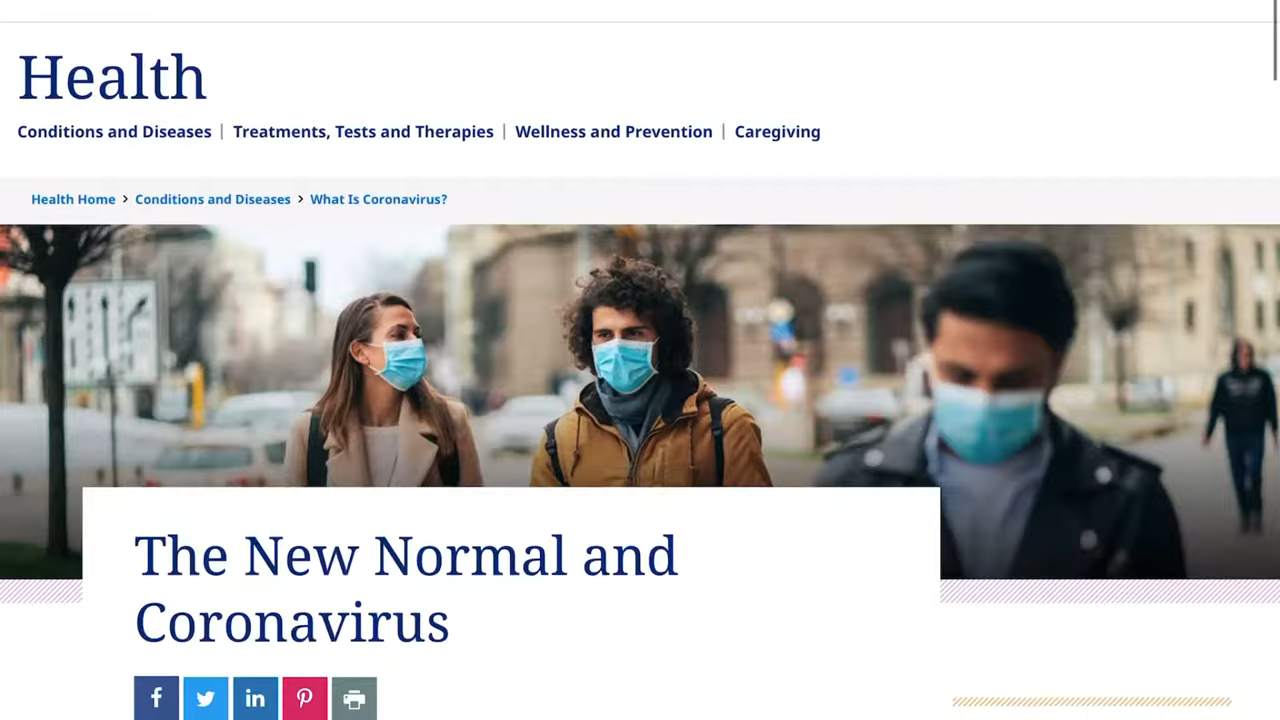 Health
Conditions and Diseases | Treatments, Tests and Therapies | Wellness and Prevention | Caregiving
Health Home > Conditions and Diseases > What Is Coronavirus?
The New Normal and
Coronavirus